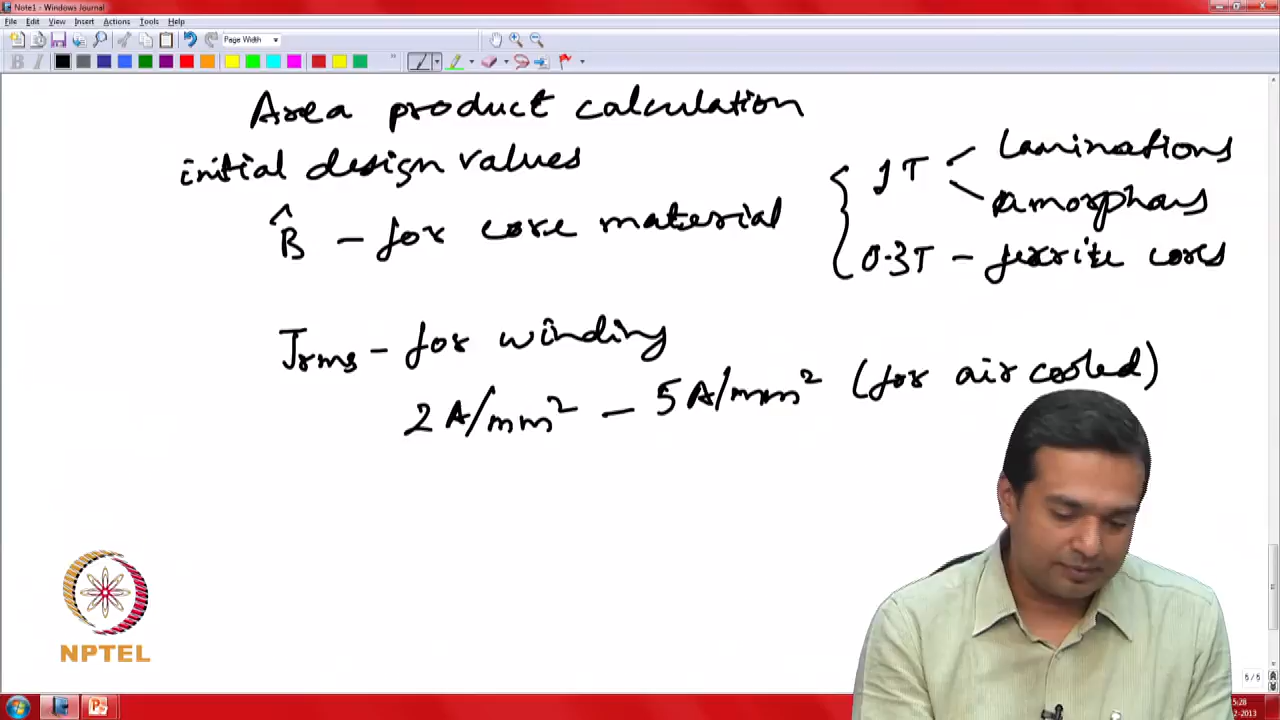 Note1 - Windows Journal
File Edit View Insert Actions Tools Help
Page Width
B I
Area product calculation
initial design values
B̂ - for core material
1T laminations
amorphous
0.3T - ferrite cores
Jrms - for winding
2 A/mm² - 5 A/mm² (for air cooled)
NPTEL
5/5